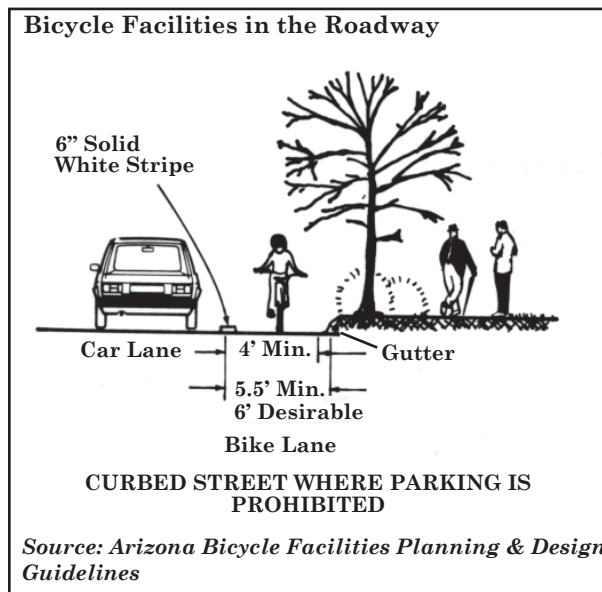 Bicycle Facilities in the Roadway
6” Solid
White Stripe
Car Lane
4’ Min.
Gutter
5.5’ Min.
6’ Desirable
Bike Lane
CURBED STREET WHERE PARKING IS
PROHIBITED
Source: Arizona Bicycle Facilities Planning & Design
Guidelines